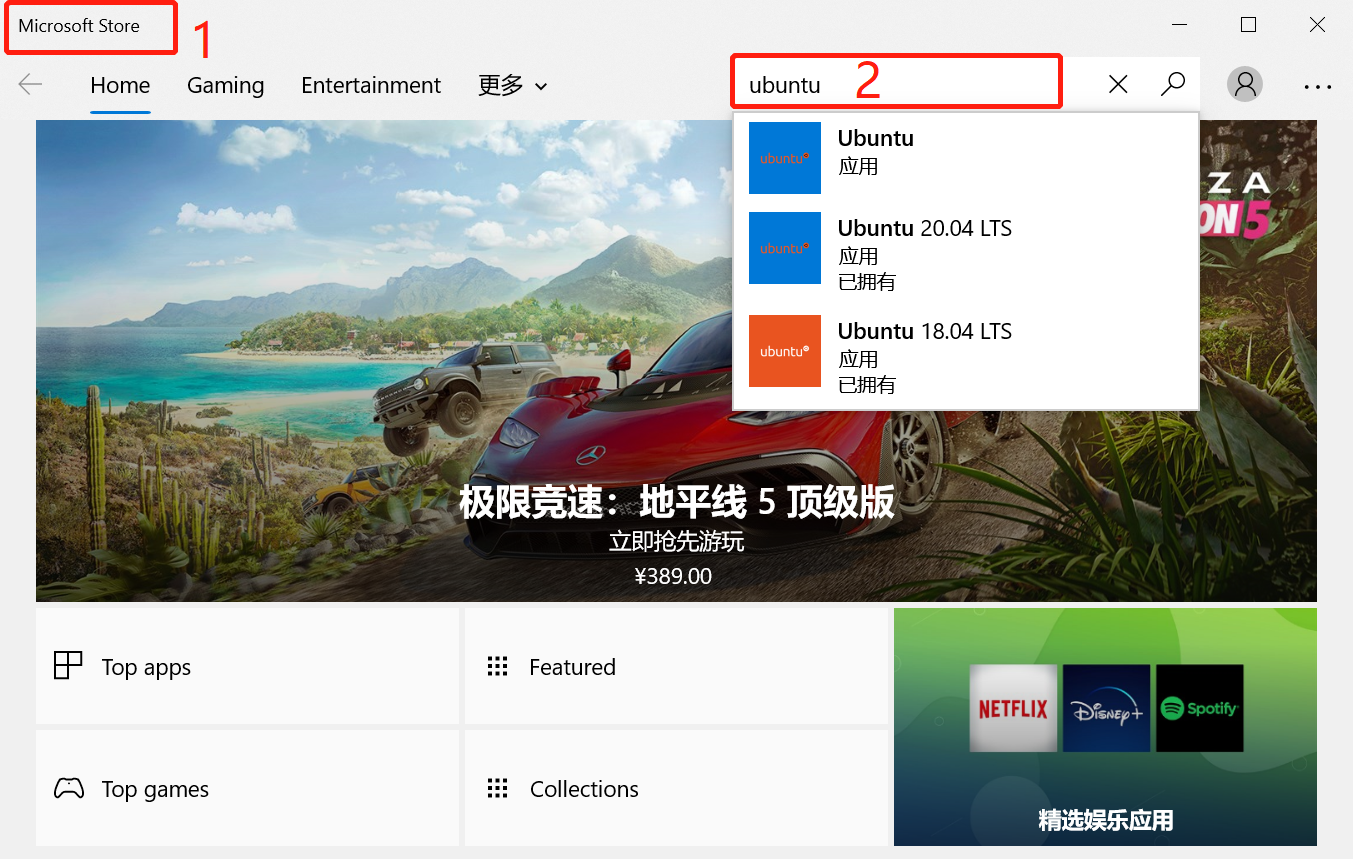 Microsoft Store
1
Home
Gaming
Entertainment
更多
ubuntu
2
ubuntu
Ubuntu
应用
ubuntu
Ubuntu 20.04 LTS
应用
已拥有
ubuntu
Ubuntu 18.04 LTS
应用
已拥有
ZA
ON 5
极限竞速：地平线 5 顶级版
立即抢先游玩
¥389.00
Top apps
Featured
NETFLIX
Disney+
Spotify
Top games
Collections
精选娱乐应用